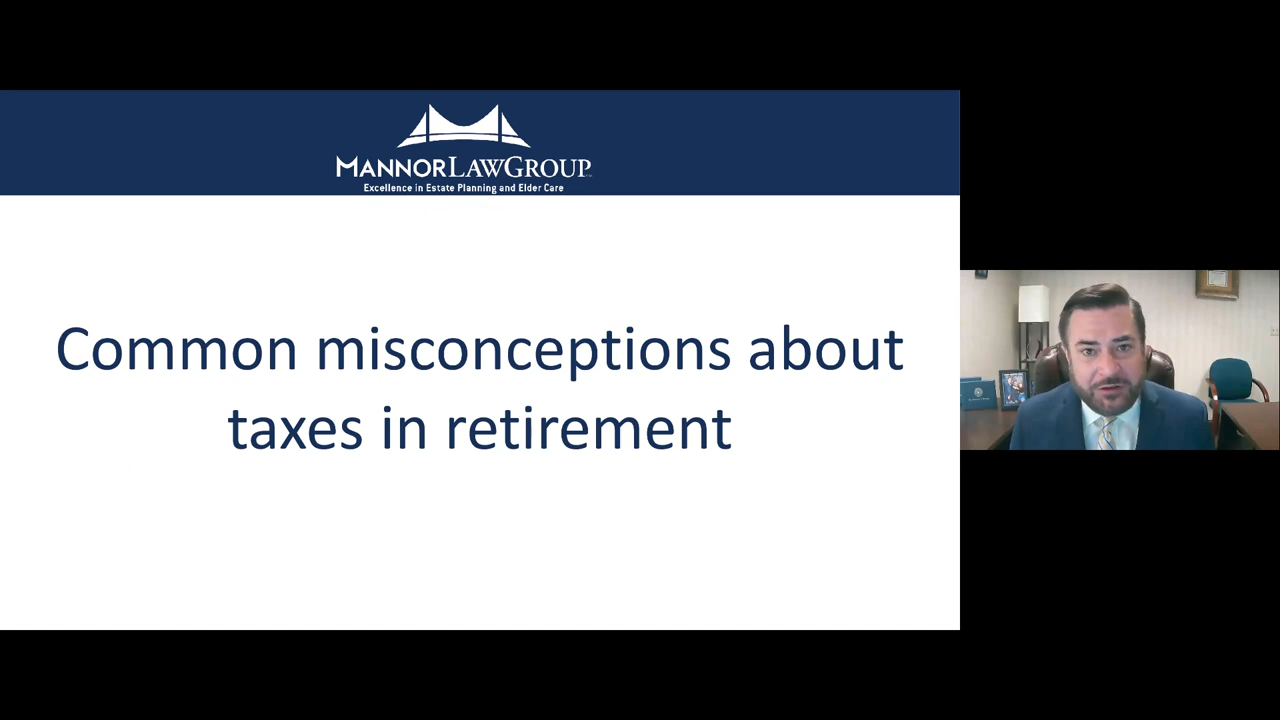 MANNORLAWGROUP
Excellence in Estate Planning and Elder Care
Common misconceptions about
taxes in retirement